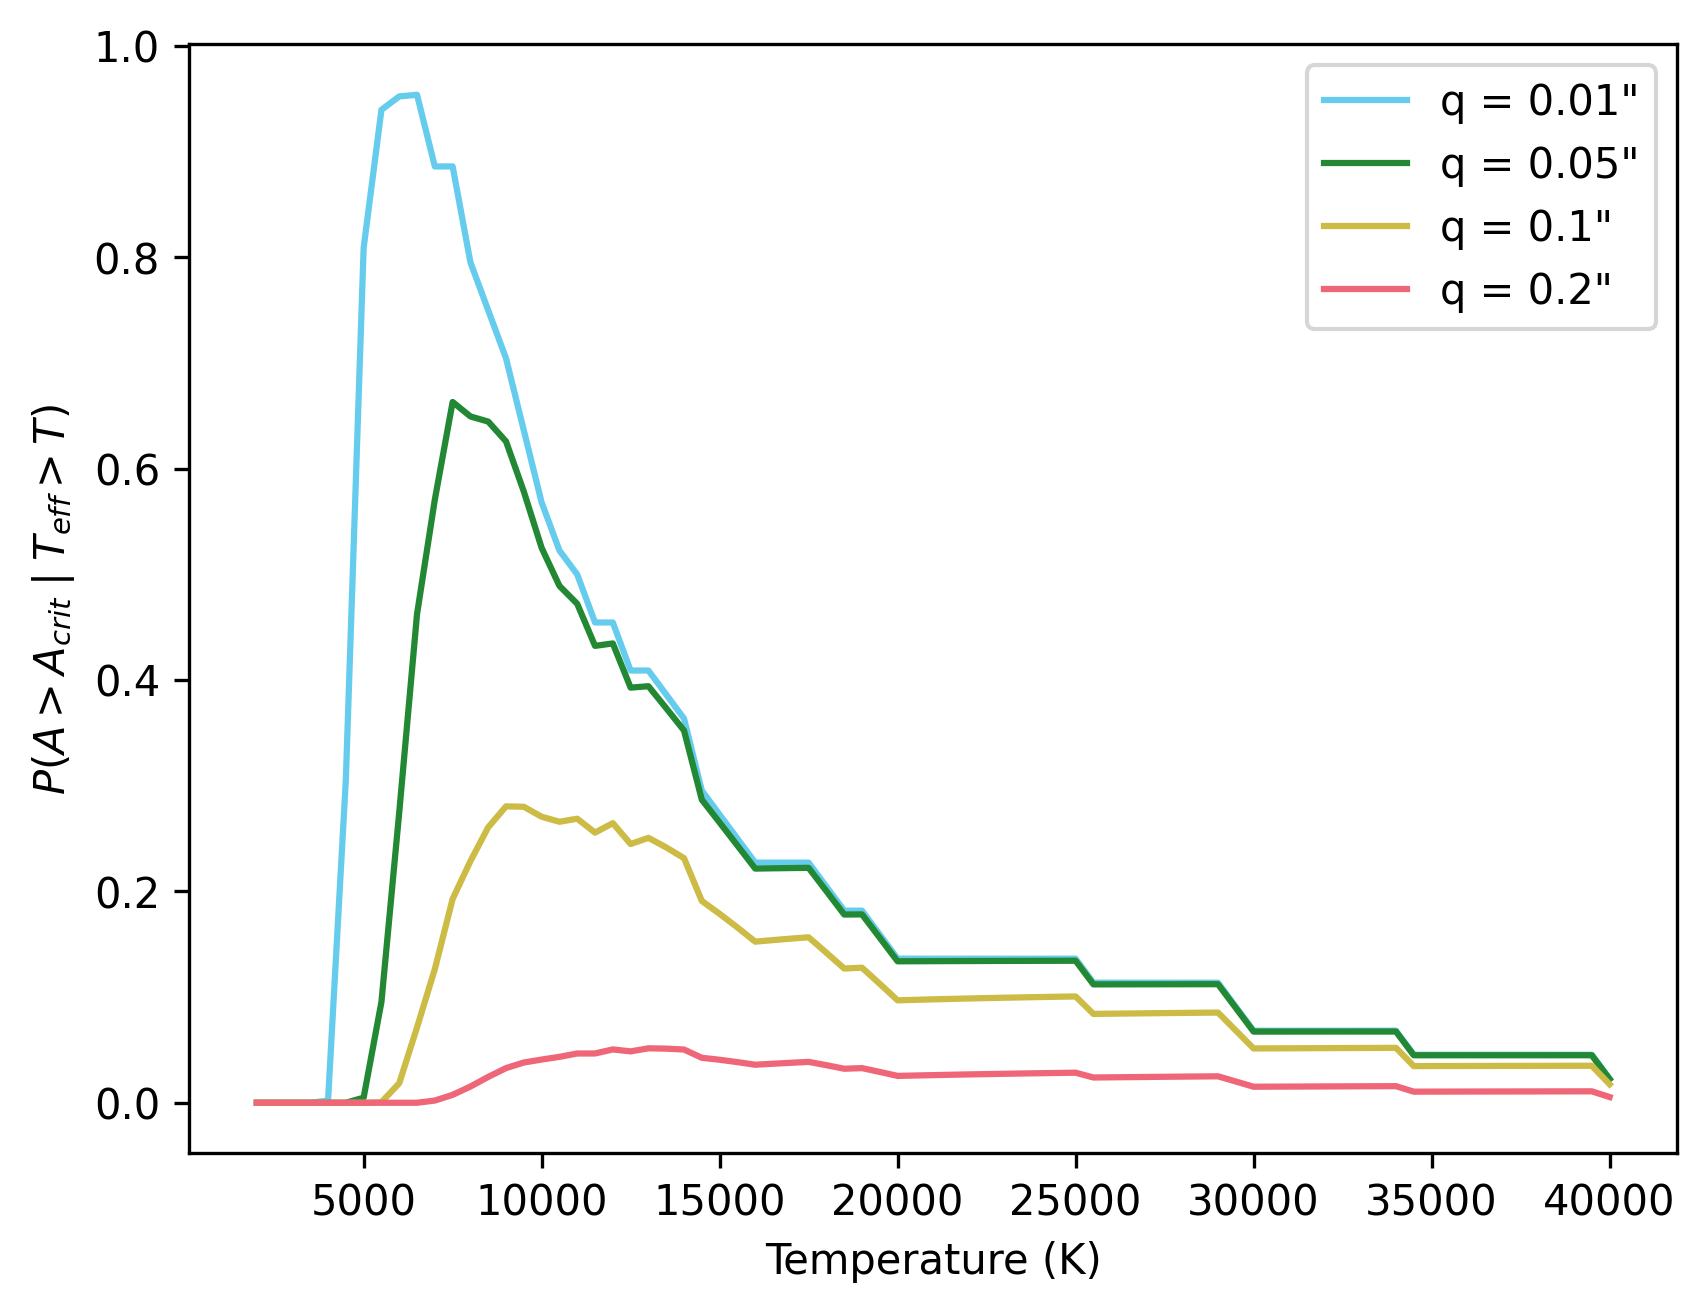 P(A > A_crit | T_eff > T)
1.0
0.8
0.6
0.4
0.2
0.0
q = 0.01"
q = 0.05"
q = 0.1"
q = 0.2"
5000 10000 15000 20000 25000 30000 35000 40000
Temperature (K)